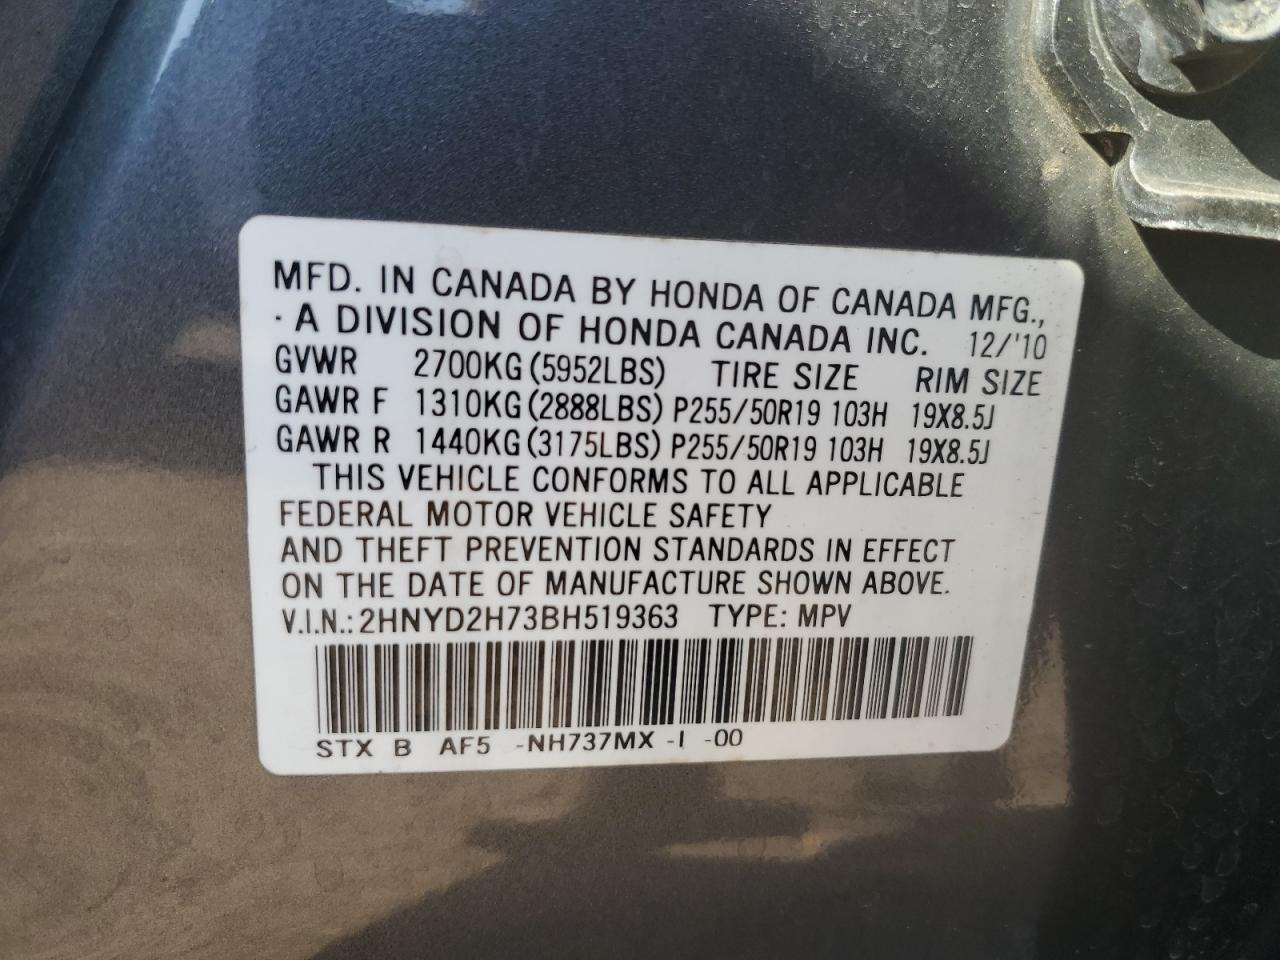 MFD. IN CANADA BY HONDA OF CANADA MFG.,
· A DIVISION OF HONDA CANADA INC. 12/'10
GVWR 2700KG (5952LBS) TIRE SIZE RIM SIZE
GAWR F 1310KG (2888LBS) P255/50R19 103H 19X8.5J
GAWR R 1440KG (3175LBS) P255/50R19 103H 19X8.5J
THIS VEHICLE CONFORMS TO ALL APPLICABLE
FEDERAL MOTOR VEHICLE SAFETY
AND THEFT PREVENTION STANDARDS IN EFFECT
ON THE DATE OF MANUFACTURE SHOWN ABOVE.
V.I.N.: 2HNYD2H73BH519363 TYPE: MPV
STX B AF5 -NH737MX -I -00